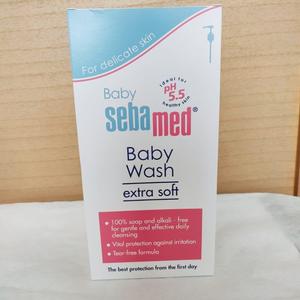 For delicate skin
Baby
sebamed®
ideal for
pH
5.5
healthy skin
Baby
Wash
extra soft
• 100% soap and alkali - free
for gentle and effective daily
cleansing
• Vital protection against irritation
• Tear-free formula
The best protection from the first day